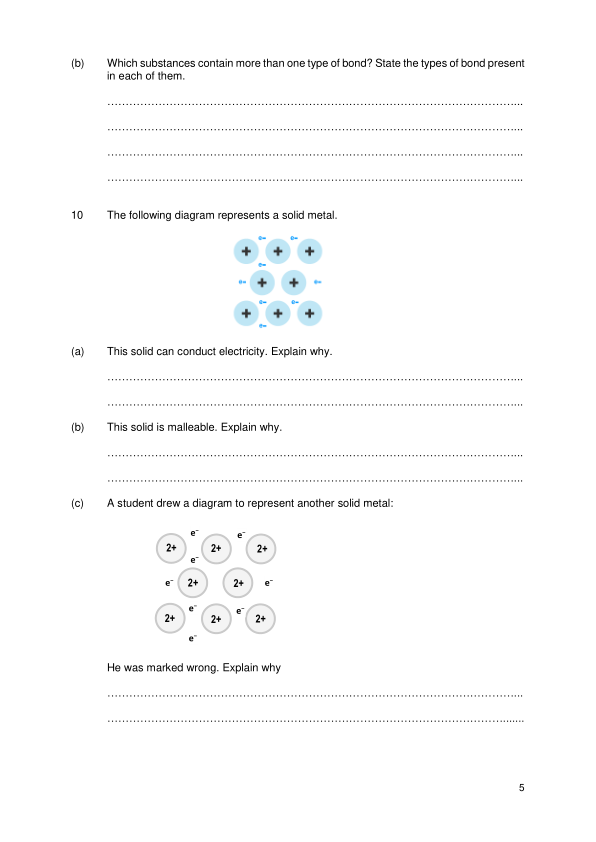 (b) Which substances contain more than one type of bond? State the types of bond present
in each of them.
……………………………………………………………………………………………………...
……………………………………………………………………………………………………...
……………………………………………………………………………………………………...
……………………………………………………………………………………………………...
10 The following diagram represents a solid metal.
e− e−
+ + +
e−
e− + + e−
e− e−
+ + +
e−
(a) This solid can conduct electricity. Explain why.
……………………………………………………………………………………………………...
……………………………………………………………………………………………………...
(b) This solid is malleable. Explain why.
……………………………………………………………………………………………………...
……………………………………………………………………………………………………...
(c) A student drew a diagram to represent another solid metal:
e− e−
2+ 2+ 2+
e−
e− 2+ 2+ e−
e− e−
2+ 2+ 2+
e−
He was marked wrong. Explain why
……………………………………………………………………………………………………...
………………………………………………………………………………………………….......
5